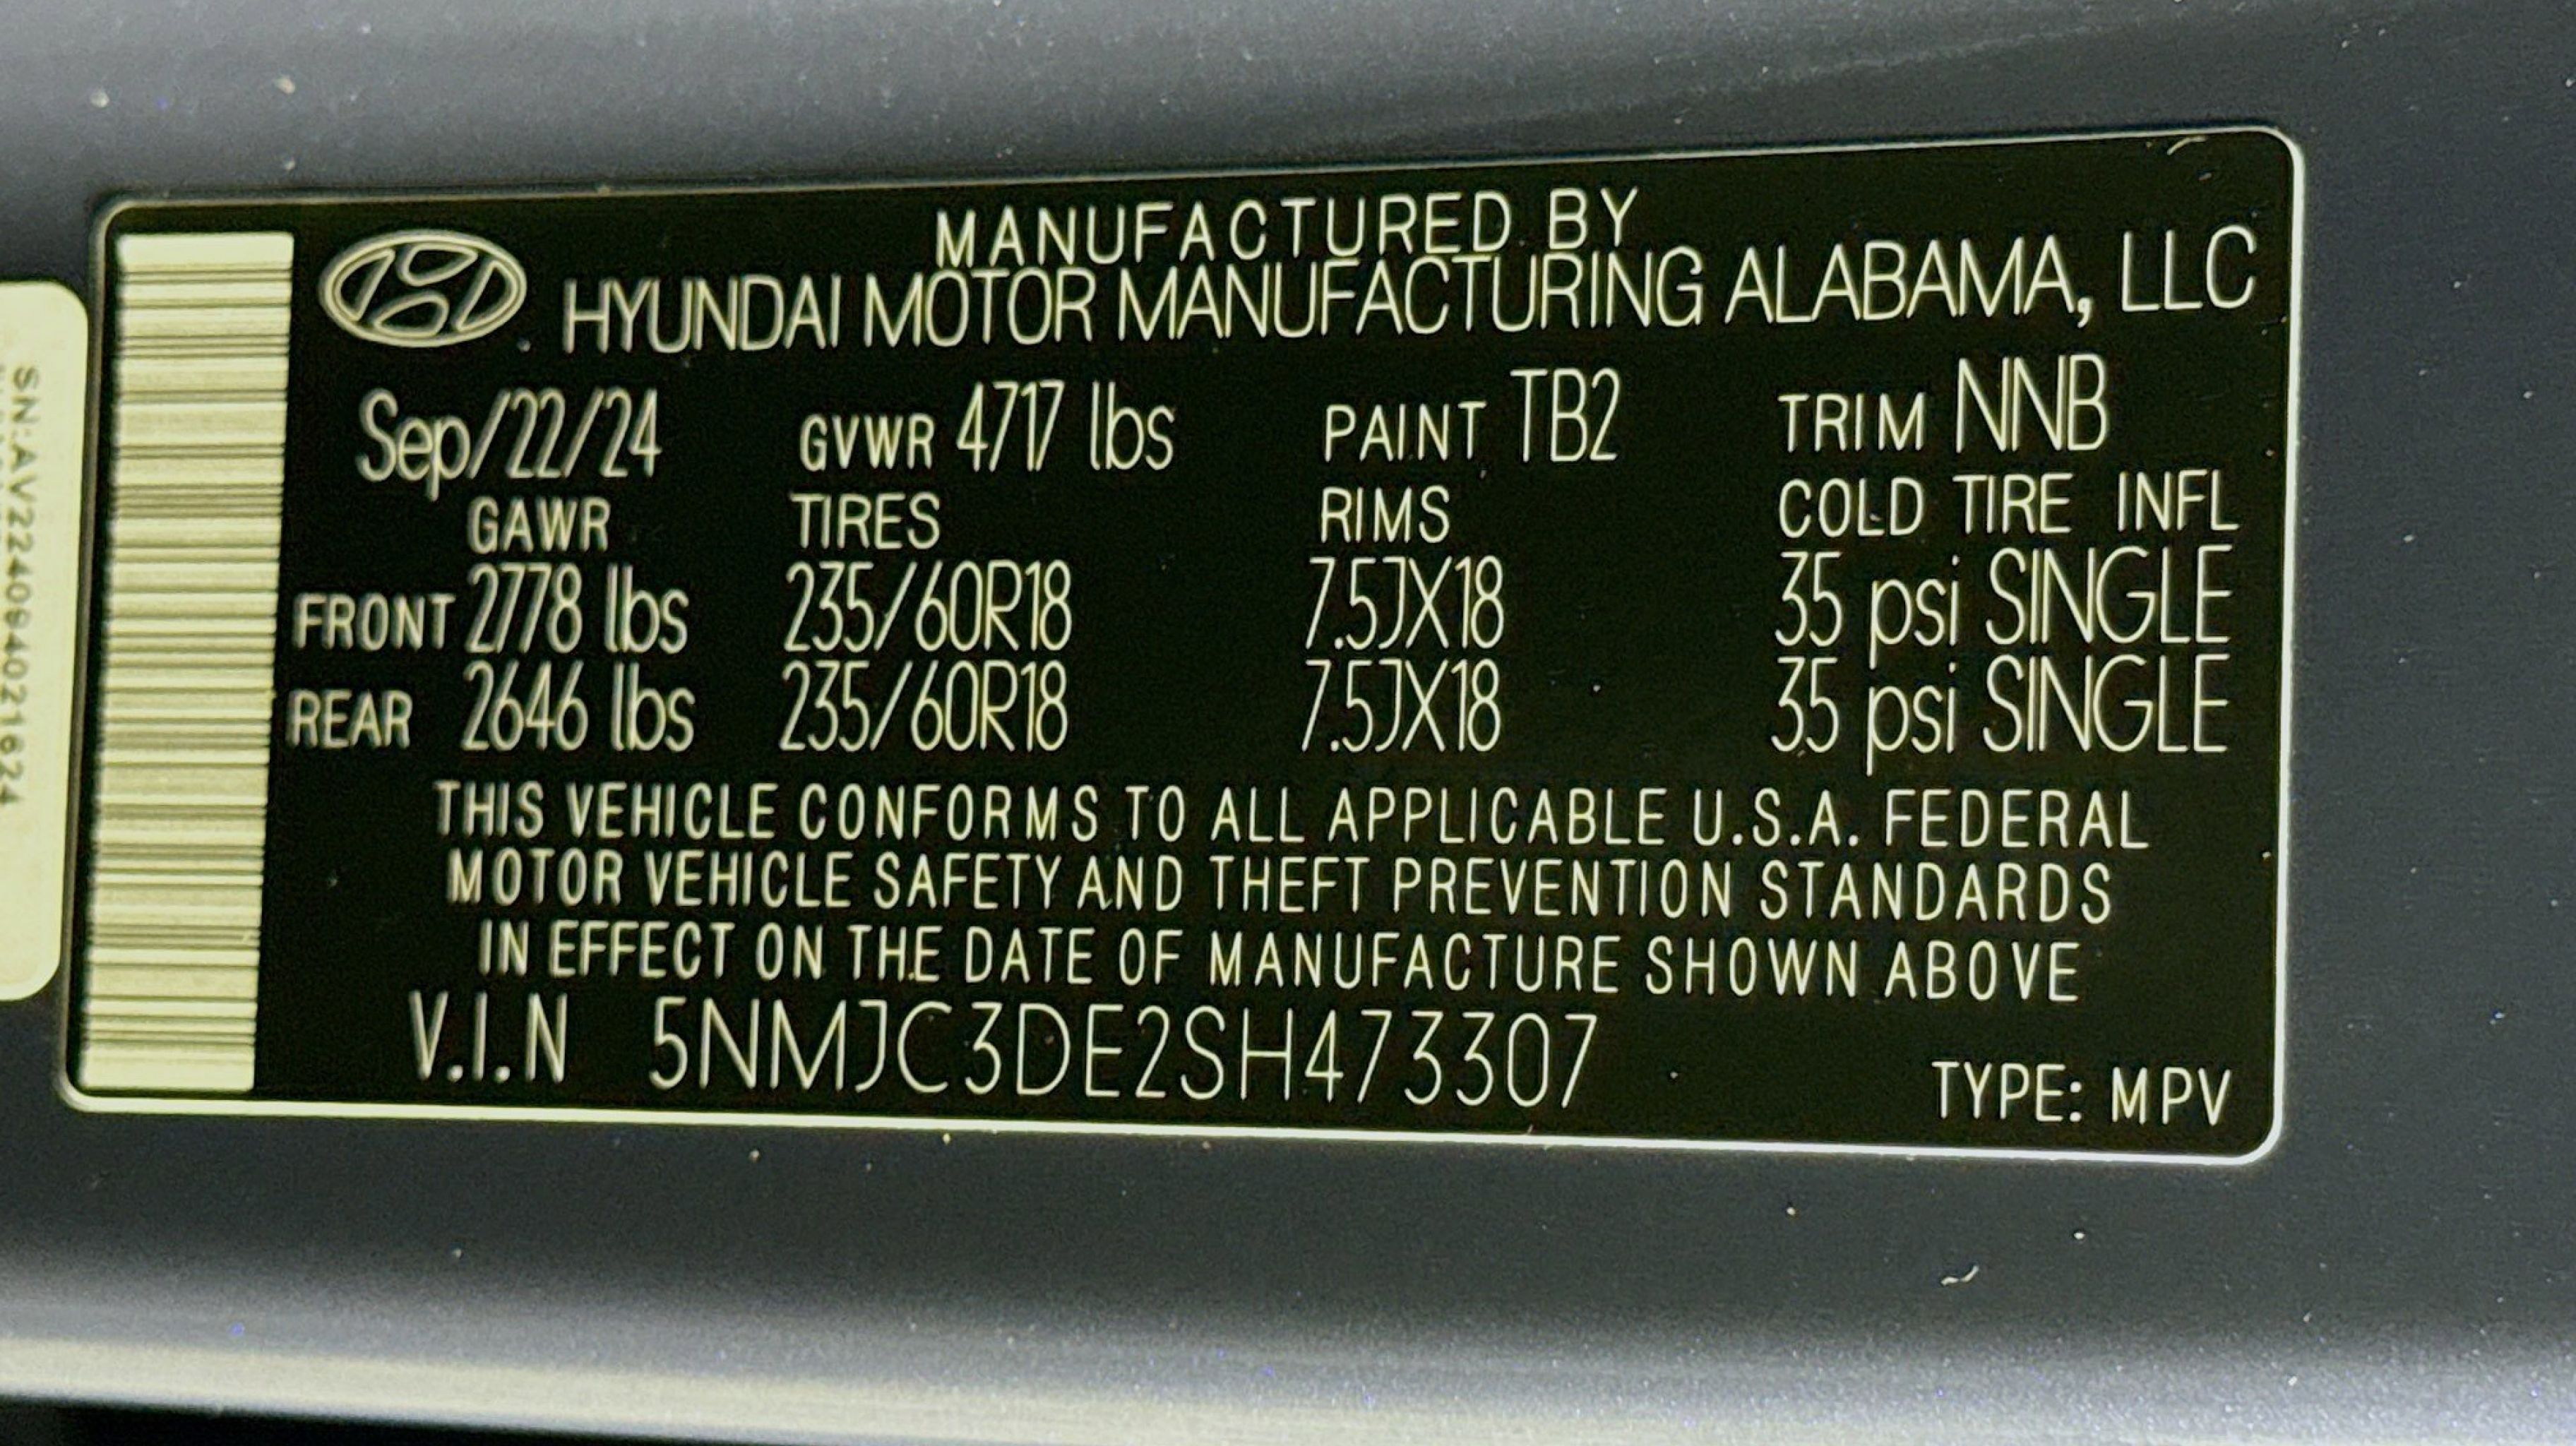 MANUFACTURED BY
HYUNDAI MOTOR MANUFACTURING ALABAMA, LLC
Sep/22/24 GVWR 4717 lbs PAINT TB2 TRIM NNB
GAWR TIRES RIMS COLD TIRE INFL
FRONT 2778 lbs 235/60R18 7.5JX18 35 psi SINGLE
REAR 2646 lbs 235/60R18 7.5JX18 35 psi SINGLE
THIS VEHICLE CONFORMS TO ALL APPLICABLE U.S.A. FEDERAL
MOTOR VEHICLE SAFETY AND THEFT PREVENTION STANDARDS
IN EFFECT ON THE DATE OF MANUFACTURE SHOWN ABOVE
V.I.N 5NMJC3DE2SH473307
TYPE: MPV
SN:AV224094021624